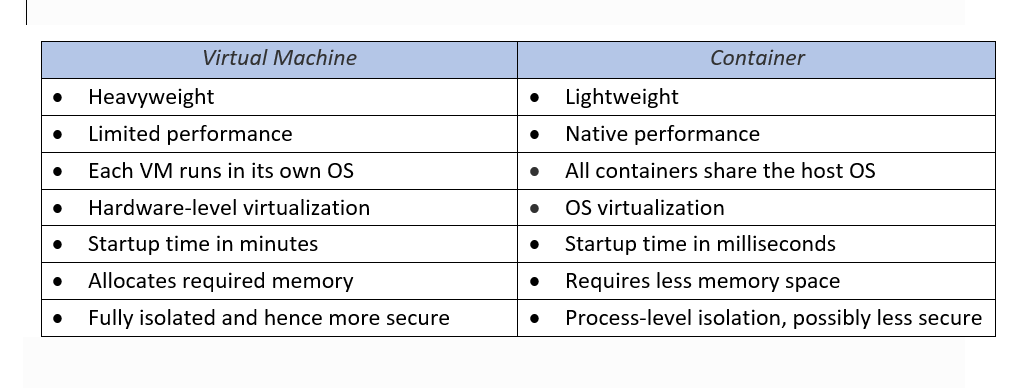 Virtual Machine Container
• Heavyweight • Lightweight
• Limited performance • Native performance
• Each VM runs in its own OS • All containers share the host OS
• Hardware-level virtualization • OS virtualization
• Startup time in minutes • Startup time in milliseconds
• Allocates required memory • Requires less memory space
• Fully isolated and hence more secure • Process-level isolation, possibly less secure